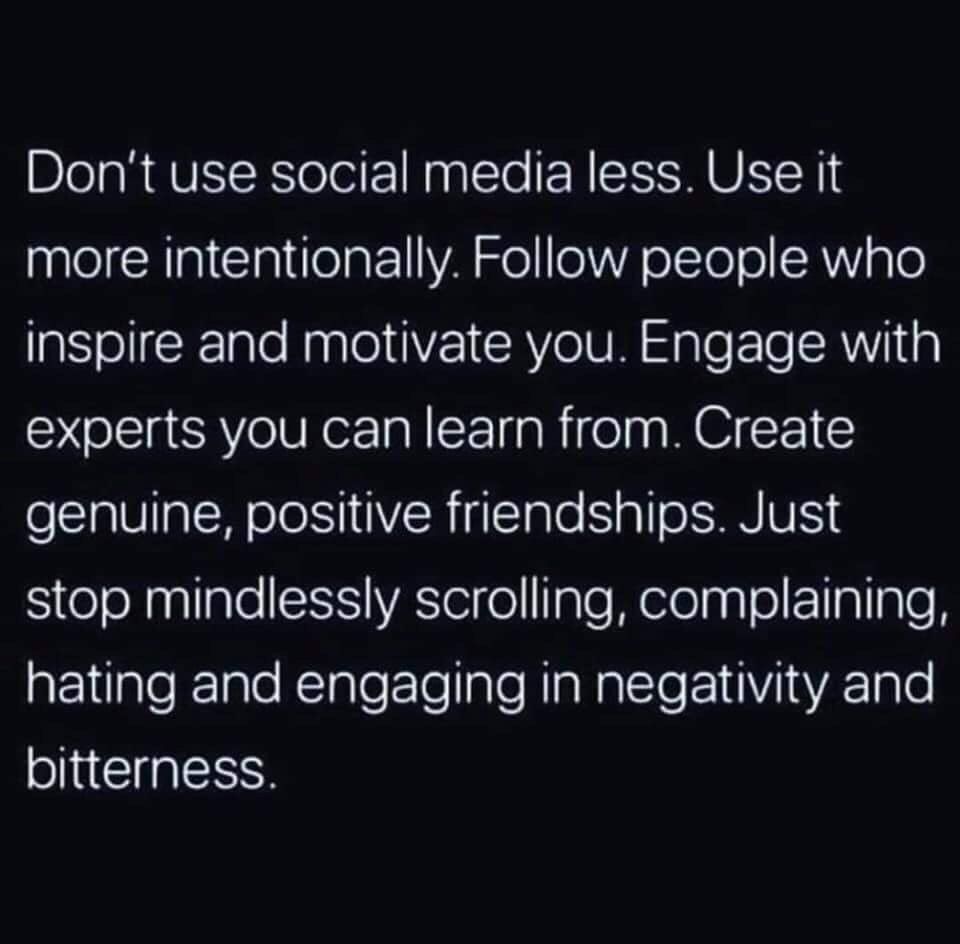 Don't use social media less. Use it
more intentionally. Follow people who
inspire and motivate you. Engage with
experts you can learn from. Create
genuine, positive friendships. Just
stop mindlessly scrolling, complaining,
hating and engaging in negativity and
bitterness.